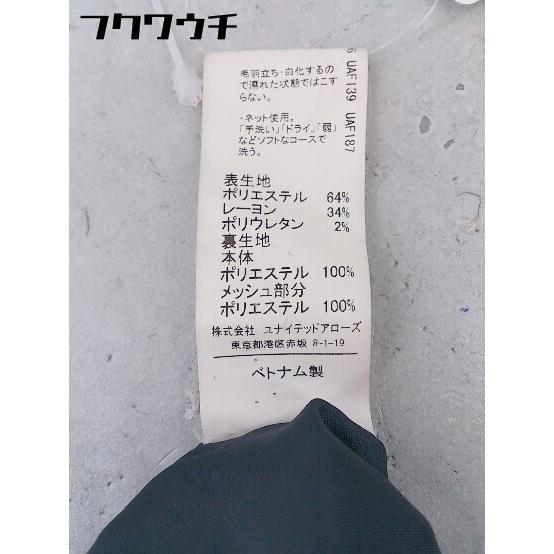 フクワウチ
毛羽立ち・白化するの
で濡れた状態ではこす
らない。
・ネット使用。
「手洗い」「ドライ」「弱」
などソフトなコースで
洗う。
6 UAF139 UAF187
表生地
ポリエステル 64%
レーヨン 34%
ポリウレタン 2%
裏生地
本体
ポリエステル 100%
メッシュ部分
ポリエステル 100%
株式会社 ユナイテッドアローズ
東京都港区赤坂 8-1-19
ベトナム製